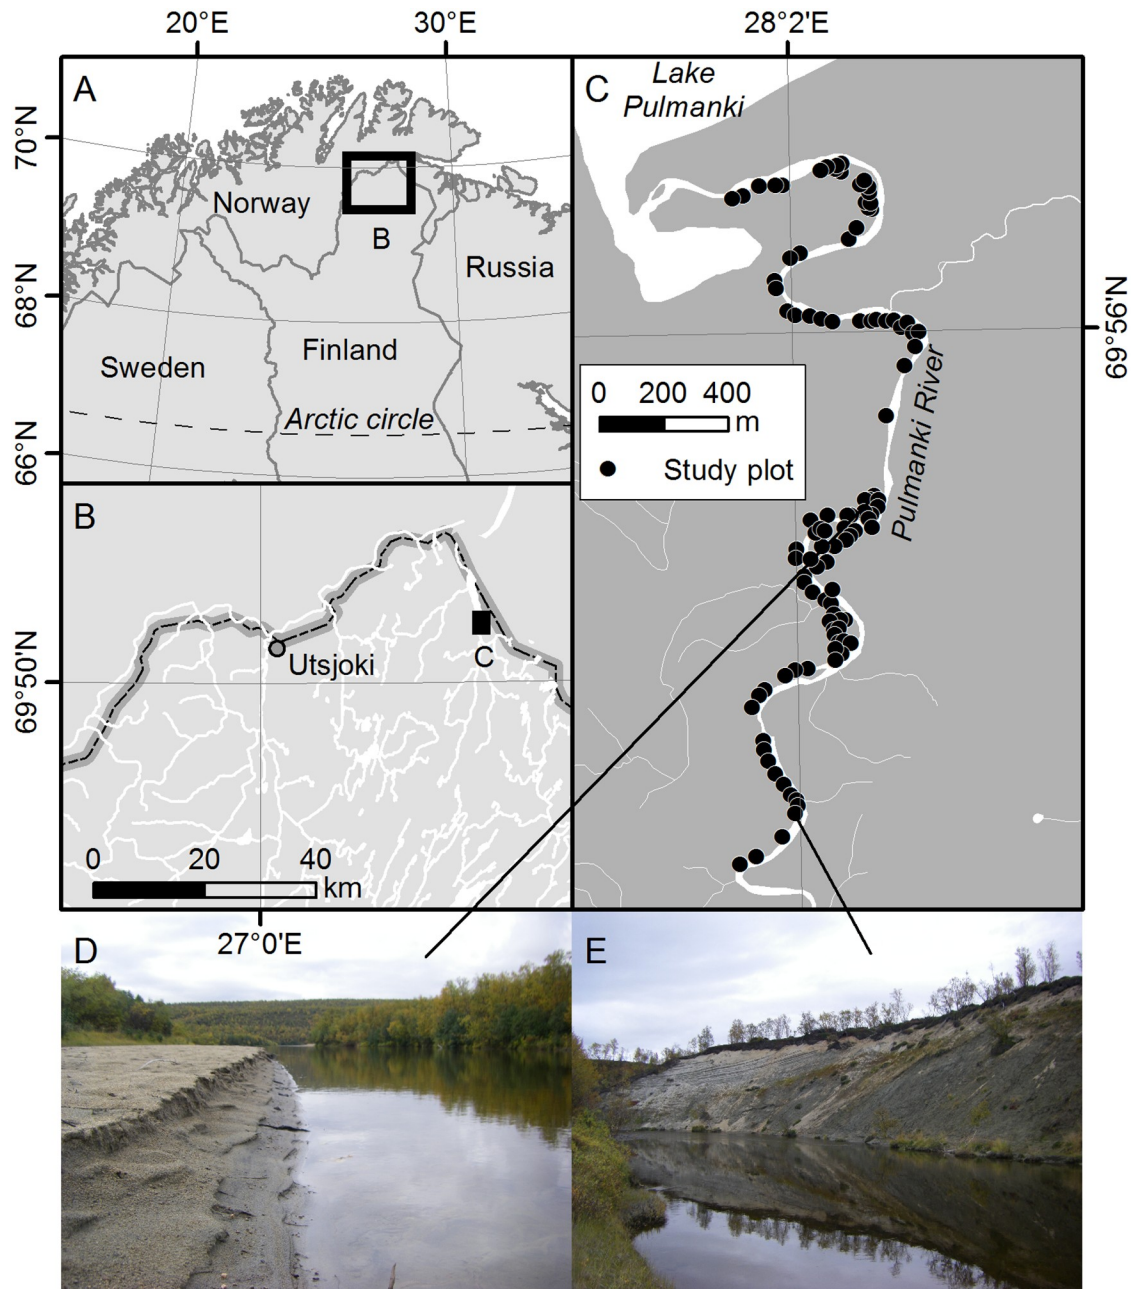 20°E
30°E
28°2'E
A
70°N
68°N
66°N
Norway
B
Russia
Finland
Sweden
Arctic circle
C
Lake
Pulmanki
69°56'N
0 200 400
m
Study plot
Pulmanki River
B
69°50'N
Utsjoki
C
0 20 40
km
27°0'E
D
E